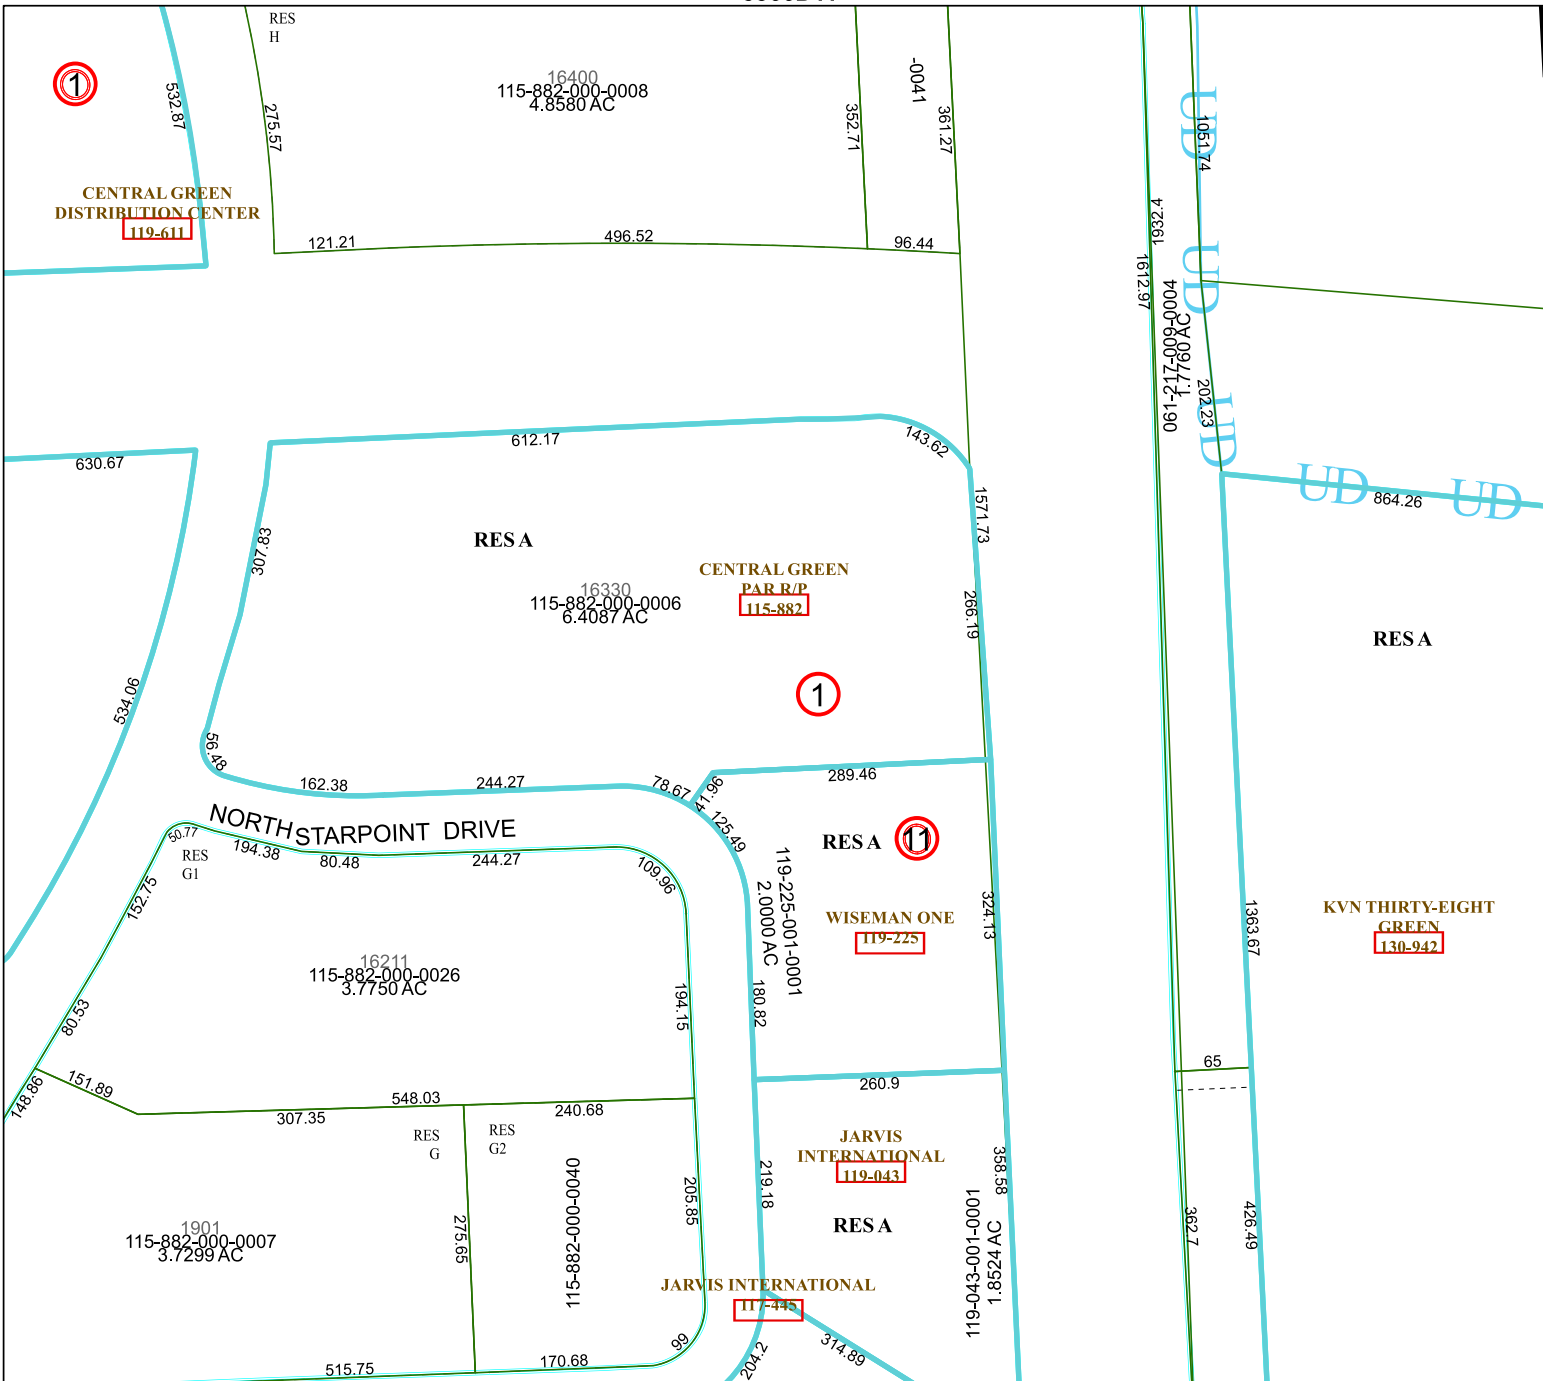 RES
H
1
532.87
275.57
16400
115-882-000-0008
4.8580 AC
352.71
-0041
361.27
UD
1051.74
CENTRAL GREEN
DISTRIBUTION CENTER
119-611
121.21
496.52
96.44
1932.4
1612.97
UD
061-217-009-0004
1.7760 AC
202.23
UD
630.67
612.17
143.62
UD
864.26
UD
1571.73
307.83
RES A
16330
115-882-000-0006
6.4087 AC
CENTRAL GREEN
PAR R/P
115-882
266.19
RES A
534.06
1
56.48
162.38
244.27
78.67
41.96
289.46
125.49
NORTH STARPOINT DRIVE
50.77
194.38
80.48
244.27
109.96
RES
G1
RES A
11
152.75
119-225-001-0001
2.0000 AC
WISEMAN ONE
119-225
324.13
1363.67
KVN THIRTY-EIGHT
GREEN
130-942
16211
115-882-000-0026
3.7750 AC
80.53
194.15
180.82
65
148.86
151.89
548.03
307.35
240.68
260.9
RES
G
RES
G2
JARVIS
INTERNATIONAL
119-043
358.58
219.18
205.85
115-882-000-0040
275.65
RES A
119-043-001-0001
1.8524 AC
362.7
426.49
1901
115-882-000-0007
3.7299 AC
JARVIS INTERNATIONAL
117-445
99
204.2
314.89
515.75
170.68